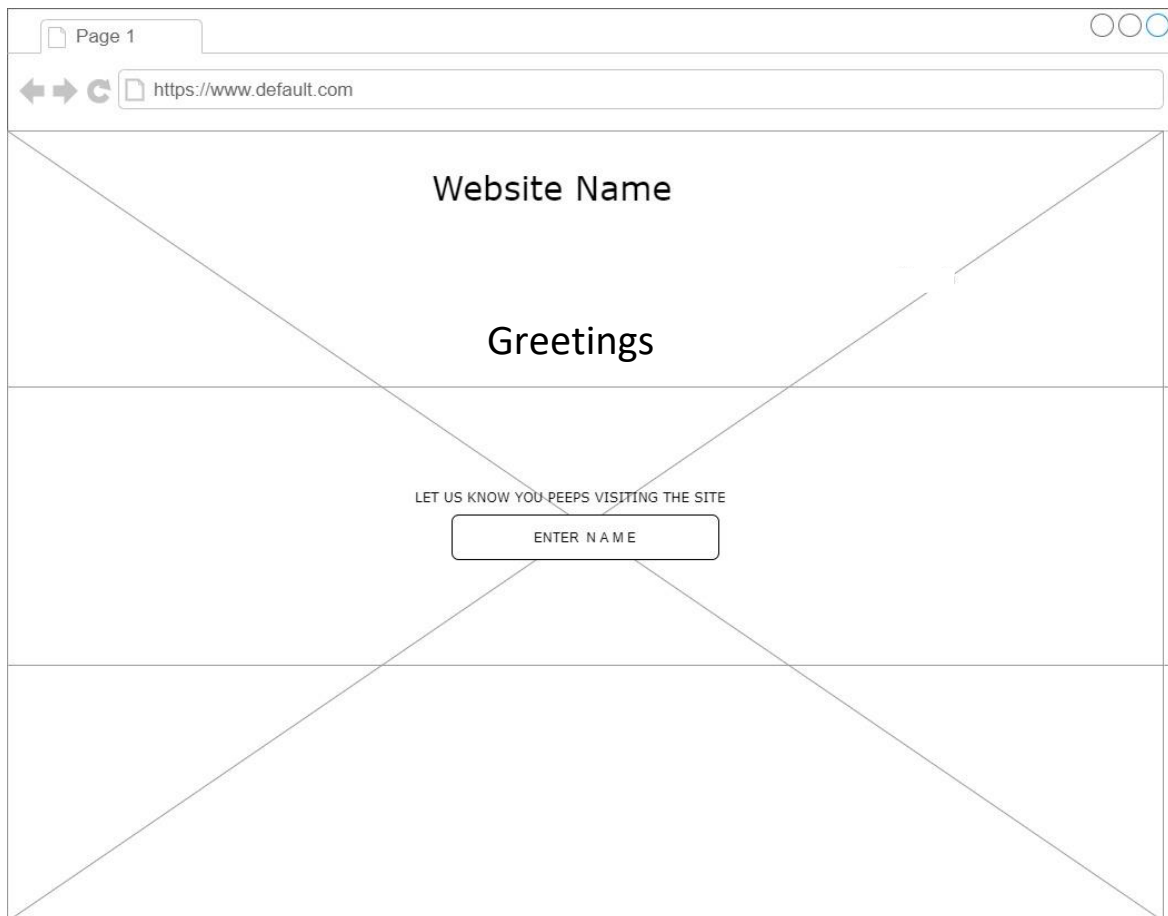 Page 1
https://www.default.com
Website Name
Greetings
LET US KNOW YOU PEEPS VISITING THE SITE
ENTER N A M E